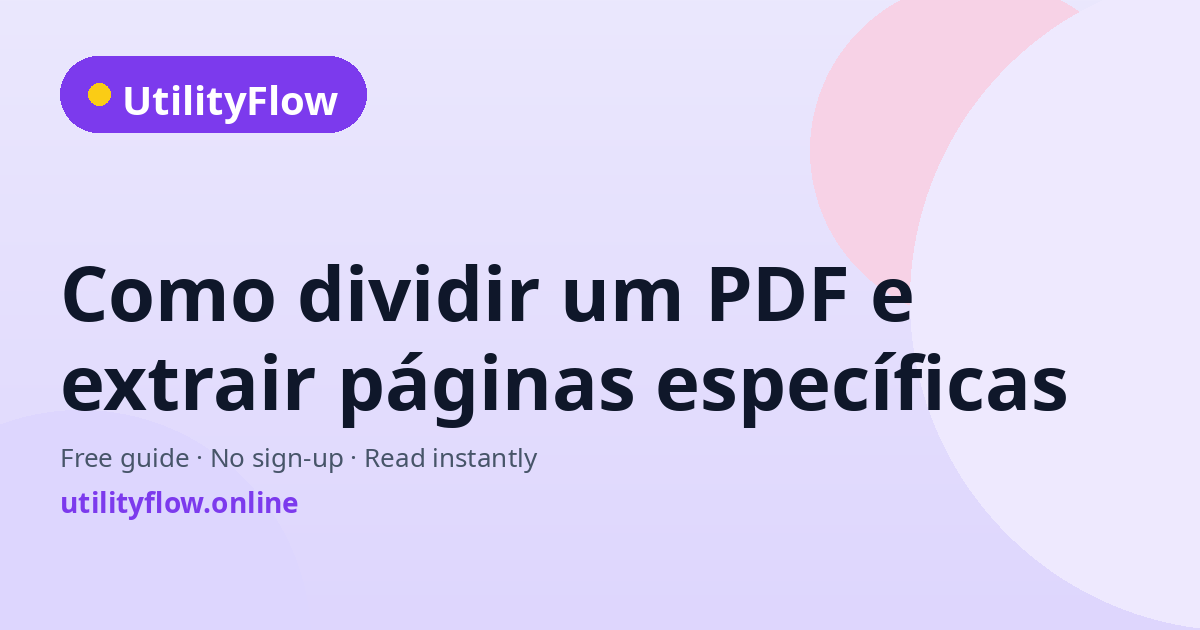 UtilityFlow
Como dividir um PDF e
extrair páginas específicas
Free guide · No sign-up · Read instantly
utilityflow.online